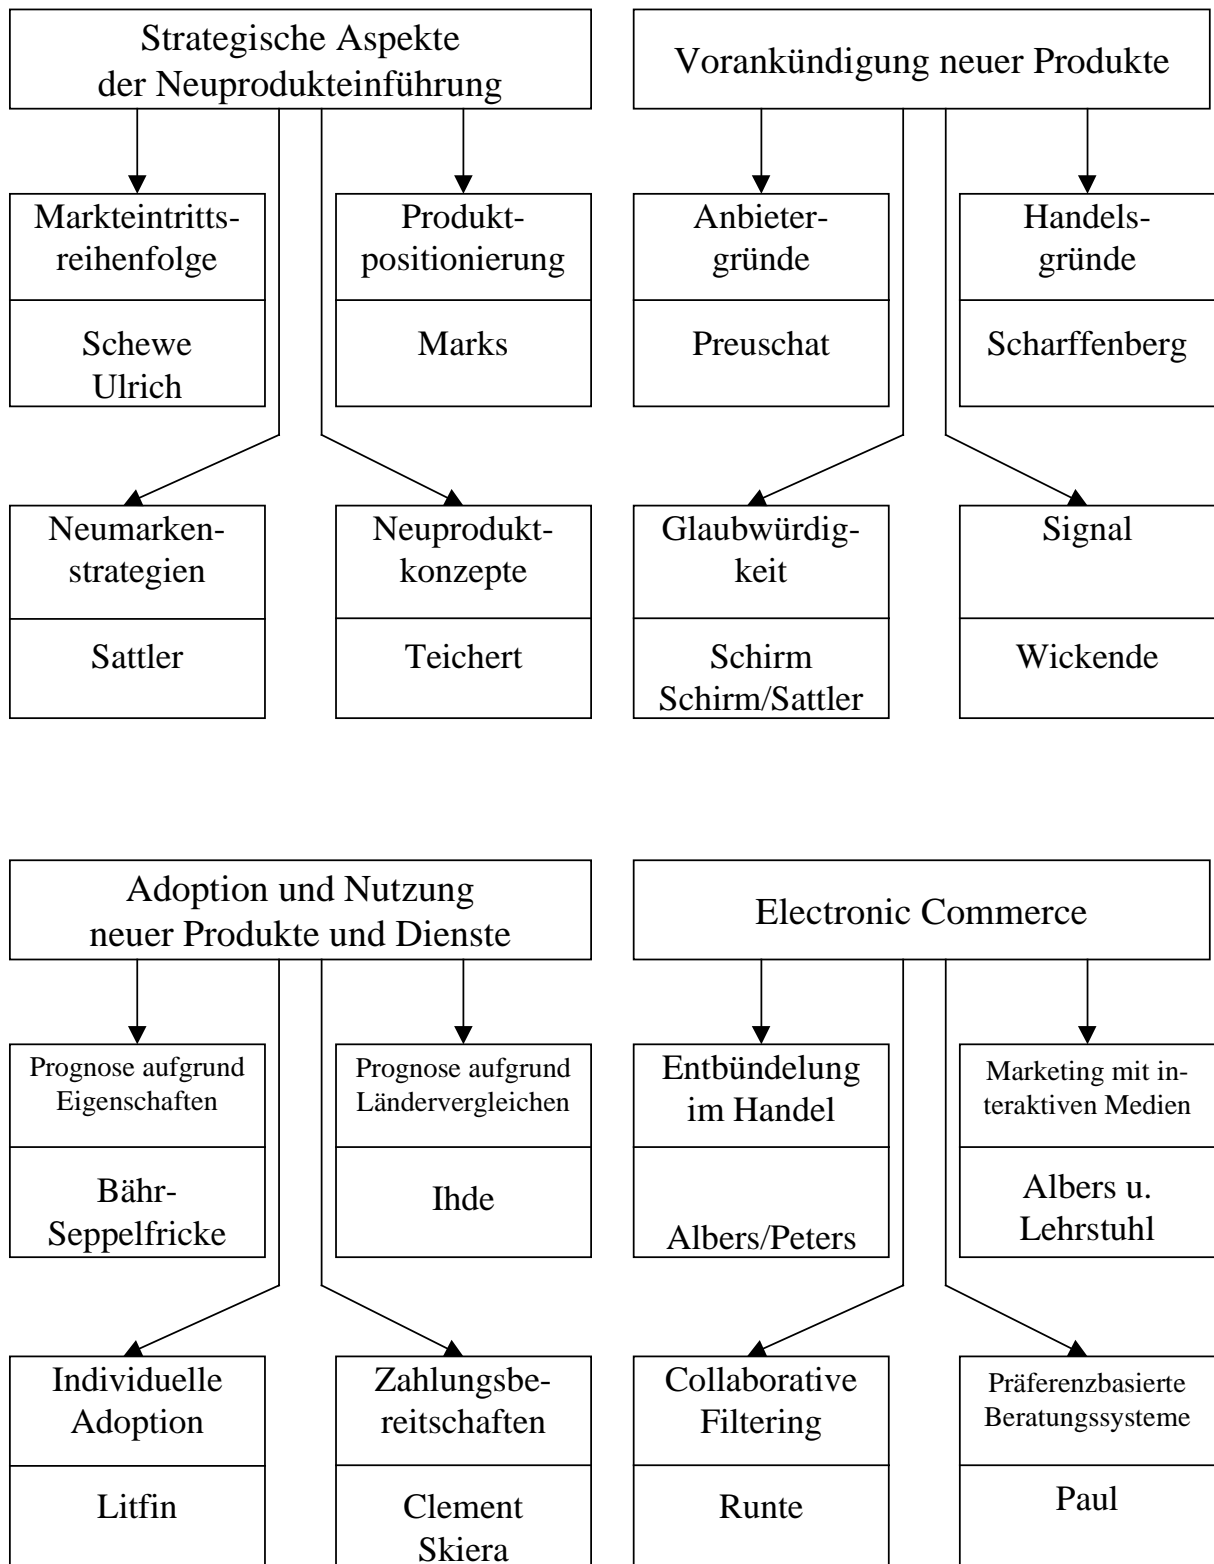 Strategische Aspekte
der Neuprodukteinführung
Vorankündigung neuer Produkte
Markteintritts-
reihenfolge
Schewe
Ulrich
Produkt-
positionierung
Marks
Anbieter-
gründe
Preuschat
Handels-
gründe
Scharffenberg
Neumarken-
strategien
Sattler
Neuprodukt-
konzepte
Teichert
Glaubwürdig-
keit
Schirm
Schirm/Sattler
Signal
Wickende
Adoption und Nutzung
neuer Produkte und Dienste
Electronic Commerce
Prognose aufgrund
Eigenschaften
Bähr-
Seppelfricke
Prognose aufgrund
Ländervergleichen
Ihde
Entbündelung
im Handel
Albers/Peters
Marketing mit in-
teraktiven Medien
Albers u.
Lehrstuhl
Individuelle
Adoption
Litfin
Zahlungsbe-
reitschaften
Clement
Skiera
Collaborative
Filtering
Runte
Präferenzbasierte
Beratungssysteme
Paul